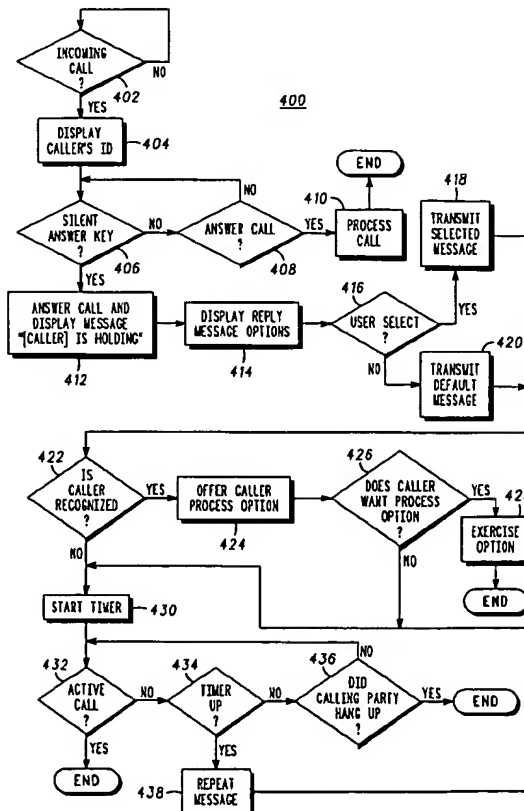 INCOMING
CALL
?
NO
402
YES
400
DISPLAY
CALLER'S ID
404
NO
END
SILENT
ANSWER KEY
?
406
NO
ANSWER CALL
?
408
YES
410
PROCESS
CALL
418
TRANSMIT
SELECTED
MESSAGE
YES
ANSWER CALL AND
DISPLAY MESSAGE
"[CALLER] IS HOLDING"
412
DISPLAY REPLY
MESSAGE OPTIONS
414
416
USER SELECT
?
YES
NO
420
TRANSMIT
DEFAULT
MESSAGE
422
IS
CALLER
RECOGNIZED
?
YES
NO
OFFER CALLER
PROCESS OPTION
424
426
DOES CALLER
WANT PROCESS
OPTION
?
YES
NO
EXERCISE
OPTION
END
START TIMER
430
432
ACTIVE
CALL
?
NO
YES
END
434
TIMER
UP
?
NO
YES
436
NO
DID
CALLING PARTY
HANG UP
?
YES
END
438
REPEAT
MESSAGE